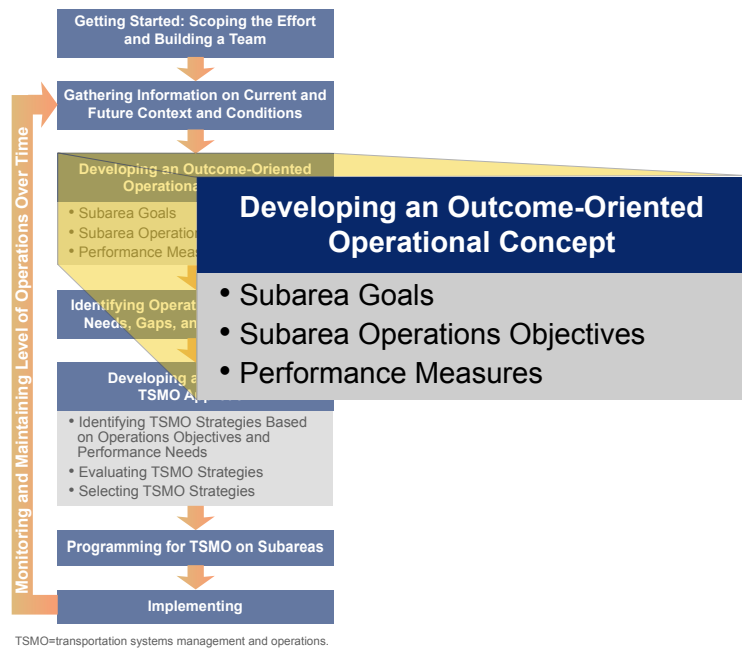 Getting Started: Scoping the Effort
and Building a Team
Gathering Information on Current and
Future Context and Conditions
Developing an Outcome-Oriented
Operational
• Subarea Goals
• Subarea Operation
• Performance Meas
Developing an Outcome-Oriented
Operational Concept
• Subarea Goals
• Subarea Operations Objectives
• Performance Measures
Identifying Operat
Needs, Gaps, an
Developing a
TSMO Ap
• Identifying TSMO Strategies Based
on Operations Objectives and
Performance Needs
• Evaluating TSMO Strategies
• Selecting TSMO Strategies
Programming for TSMO on Subareas
Implementing
Monitoring and Maintaining Level of Operations Over Time
TSMO=transportation systems management and operations.